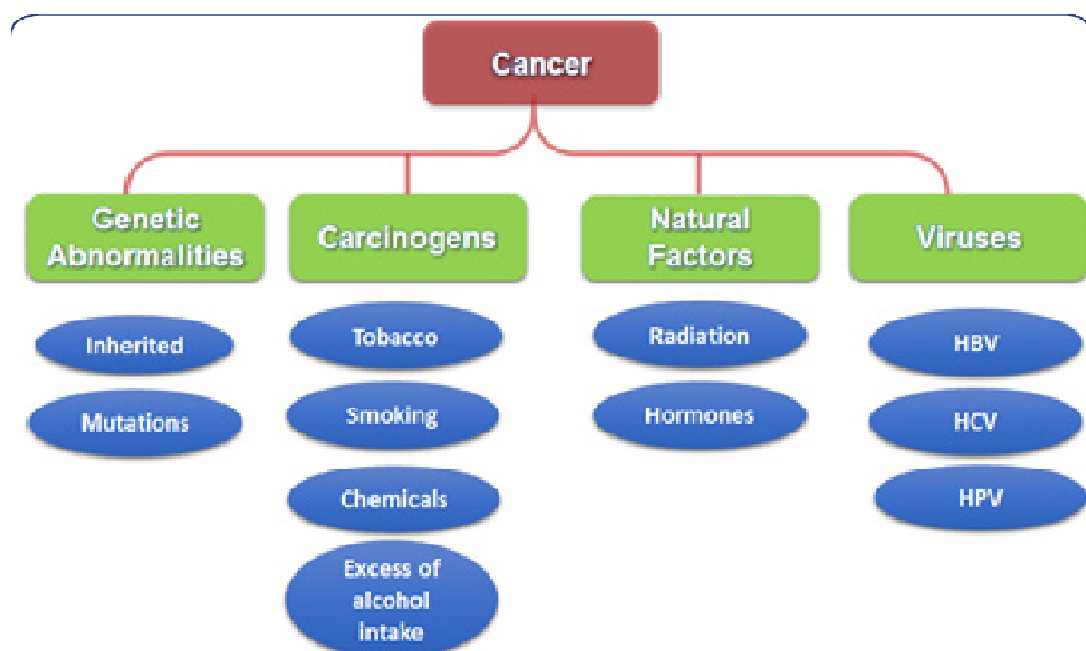 Cancer
Genetic
Abnormalities
Carcinogens
Natural
Factors
Viruses
Inherited
Mutations
Tobacco
Smoking
Chemicals
Excess of
alcohol
intake
Radiation
Hormones
HBV
HCV
HPV